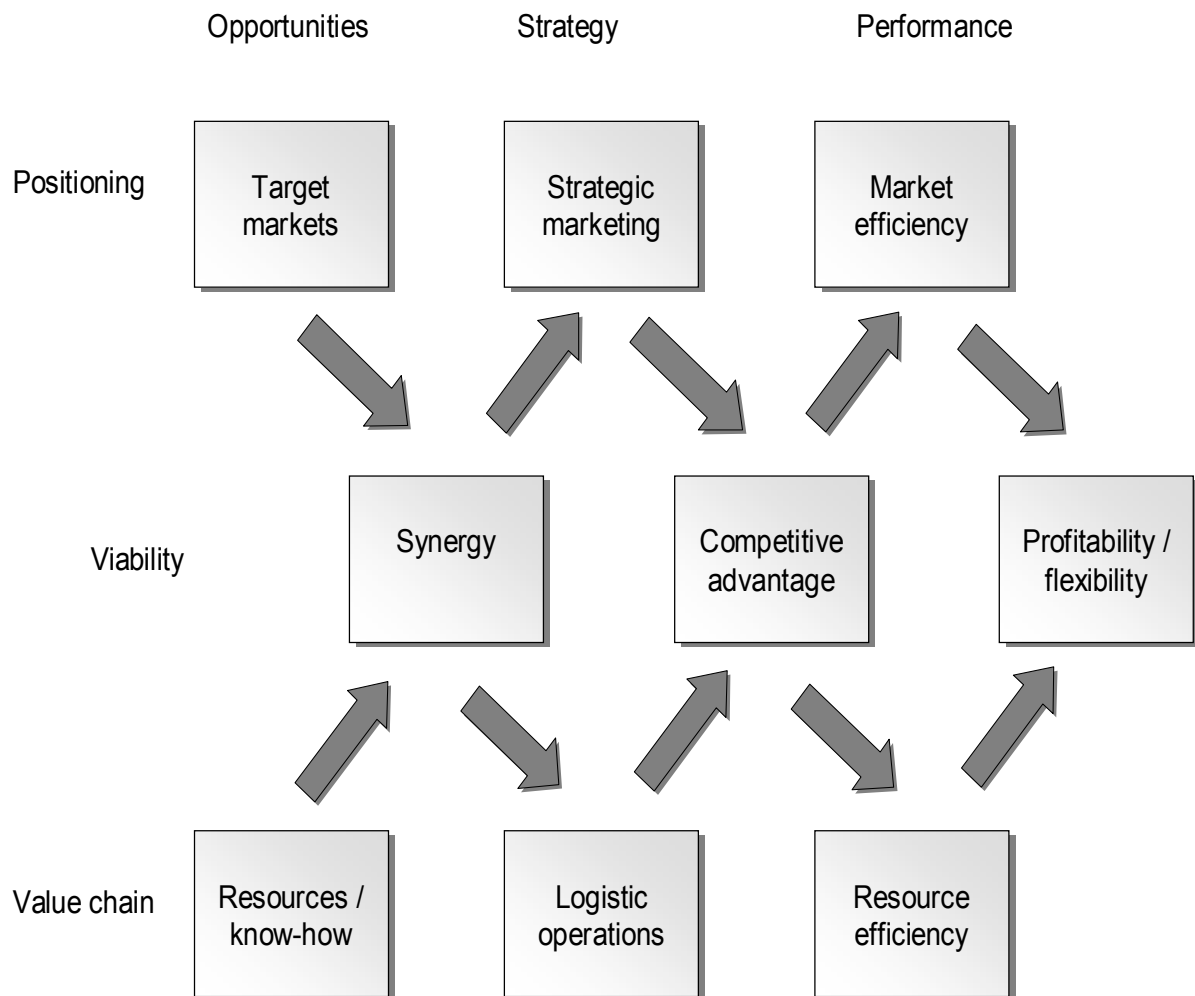 Opportunities Strategy Performance
Positioning
Target
markets
Strategic
marketing
Market
efficiency
Viability
Synergy
Competitive
advantage
Profitability /
flexibility
Value chain
Resources /
know-how
Logistic
operations
Resource
efficiency